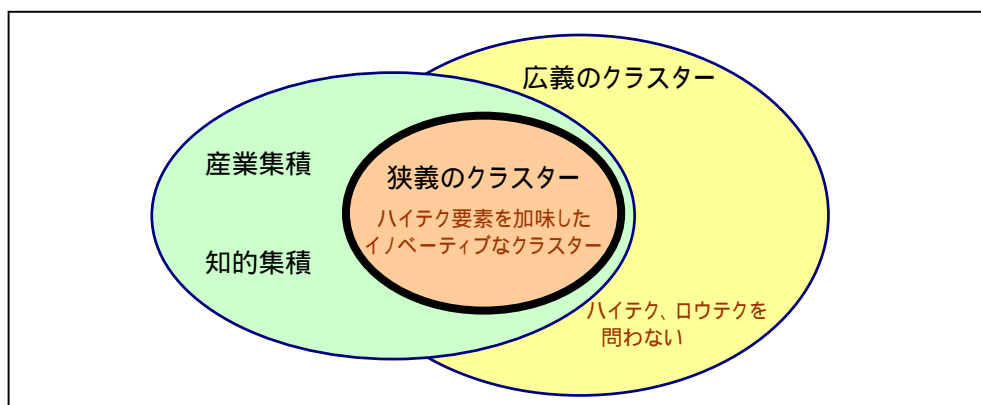 広義のクラスター
産業集積
狭義のクラスター
ハイテク要素を加味した
イノベーティブなクラスター
知的集積
ハイテク、ロウテクを
問わない